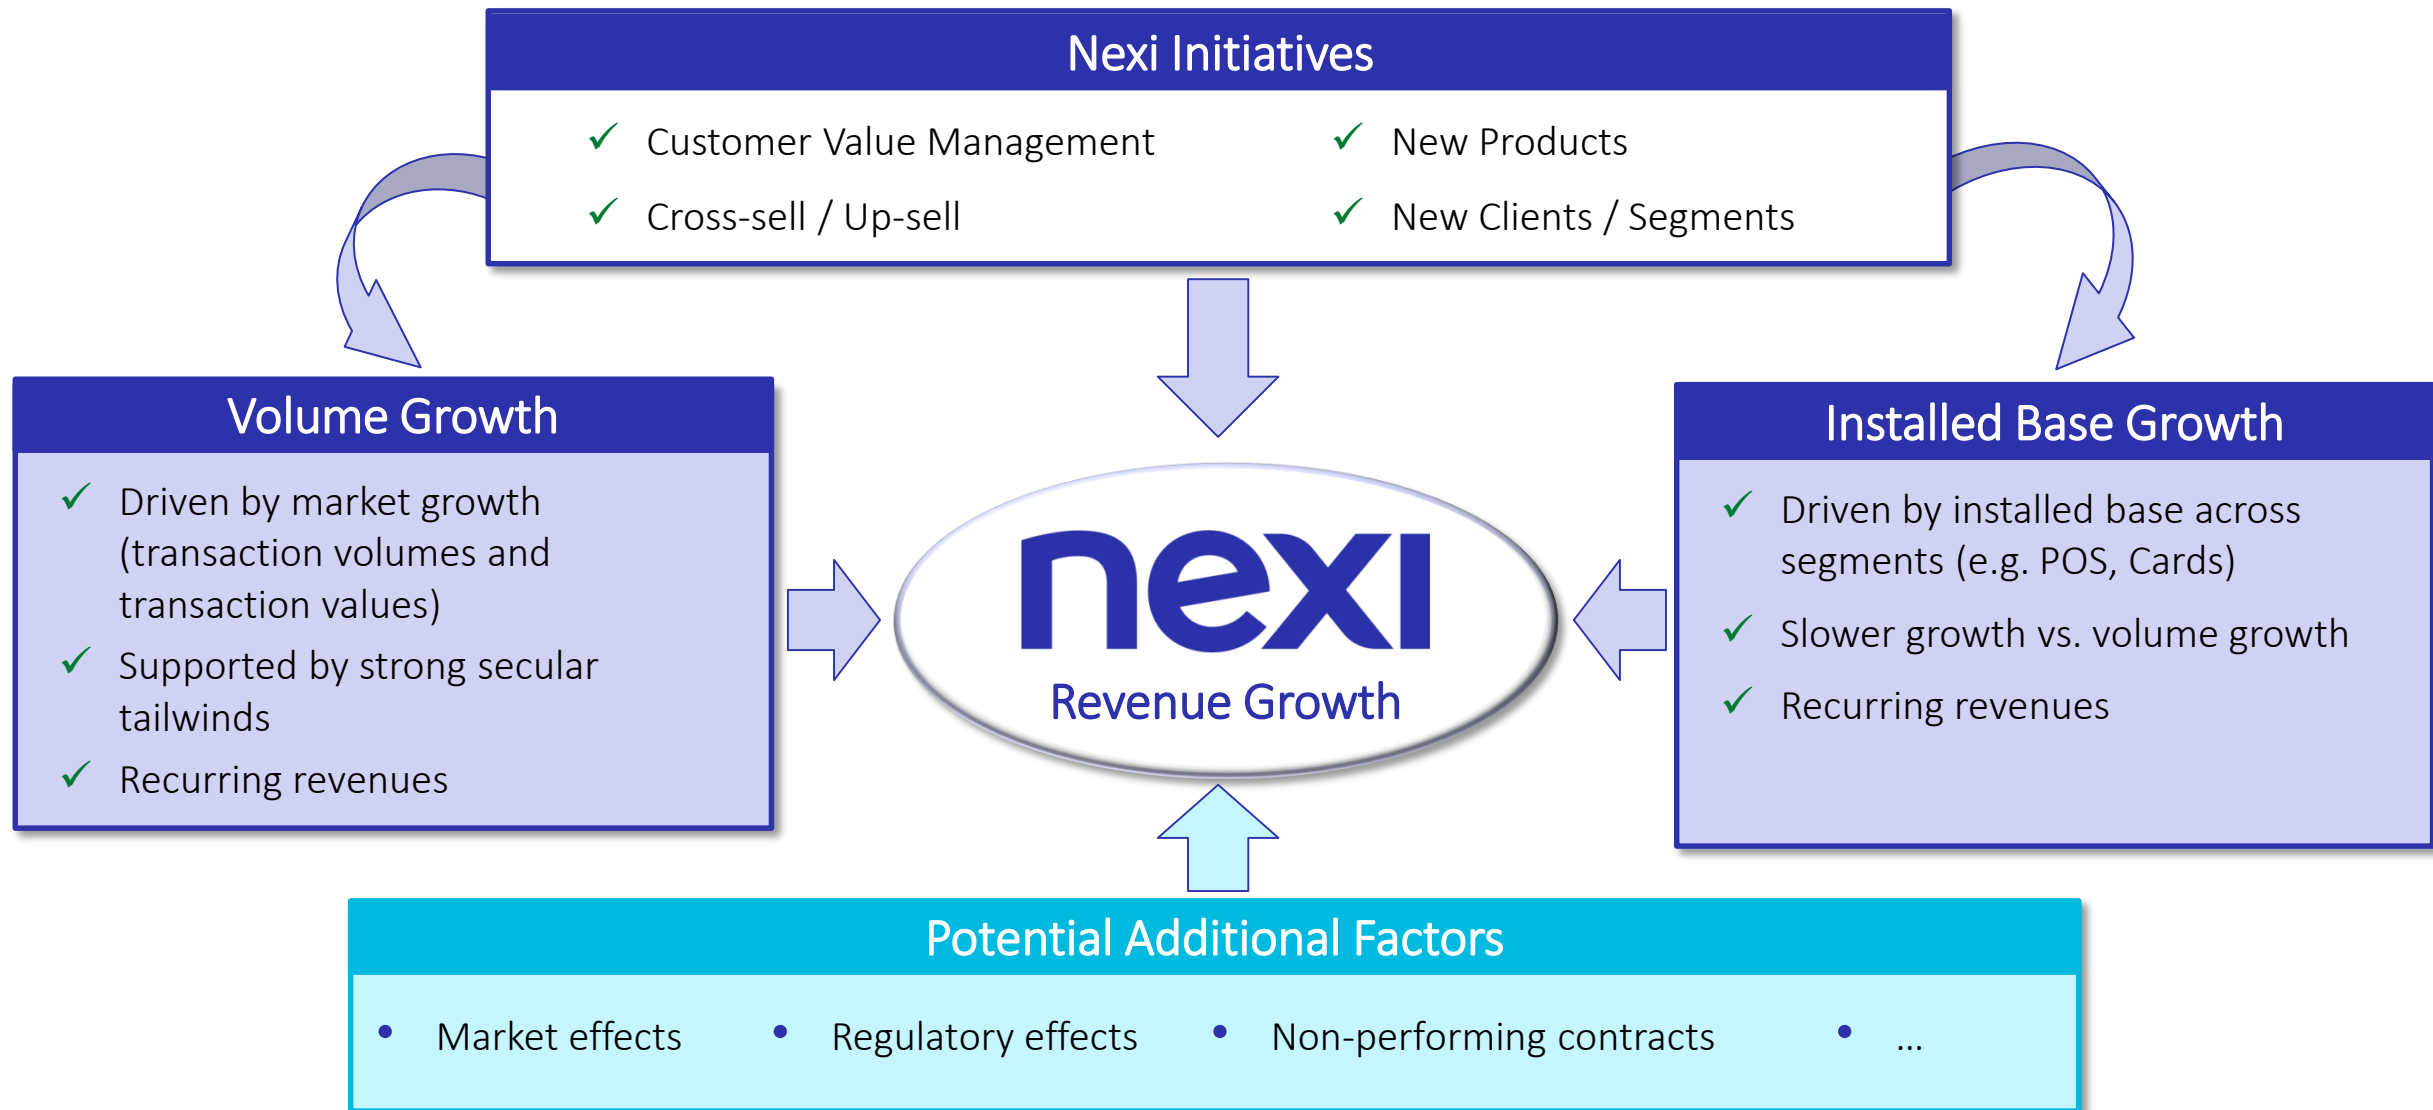 Nexi Initiatives
Customer Value Management
New Products
Cross-sell / Up-sell
New Clients / Segments
Volume Growth
Driven by market growth
(transaction volumes and
transaction values)
Supported by strong secular
tailwinds
Recurring revenues
nexi
Revenue Growth
Installed Base Growth
Driven by installed base across
segments (e.g. POS, Cards)
Slower growth vs. volume growth
Recurring revenues
Potential Additional Factors
• Market effects
• Regulatory effects
• Non-performing contracts
• ...